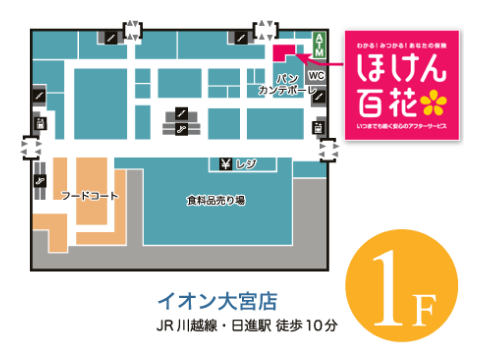 ATM
わかる！みつかる！あなたの保険
ほけん
百花
いつまでも続く安心のアフターサービス
WC
パン
カンテボーレ
¥ レジ
フードコート
食料品売り場
イオン大宮店
JR川越線・日進駅 徒歩10分
1F